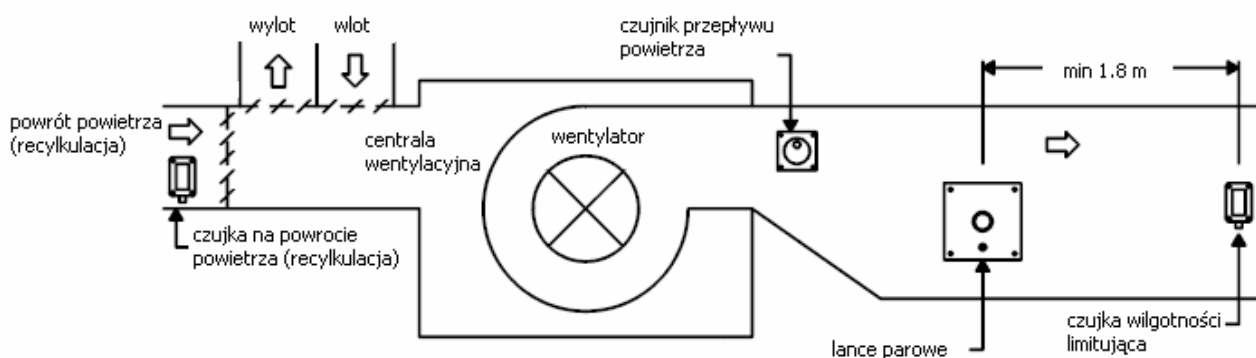 wylot
wlot
czujnik przepływu
powietrza
min 1.8 m
powrót powietrza
(recylkulacja)
centrala
wentylacyjna
wentylator
czujka na powrocie
powietrza (recylkulacja)
czujka wilgotności
limitująca
lance parowe